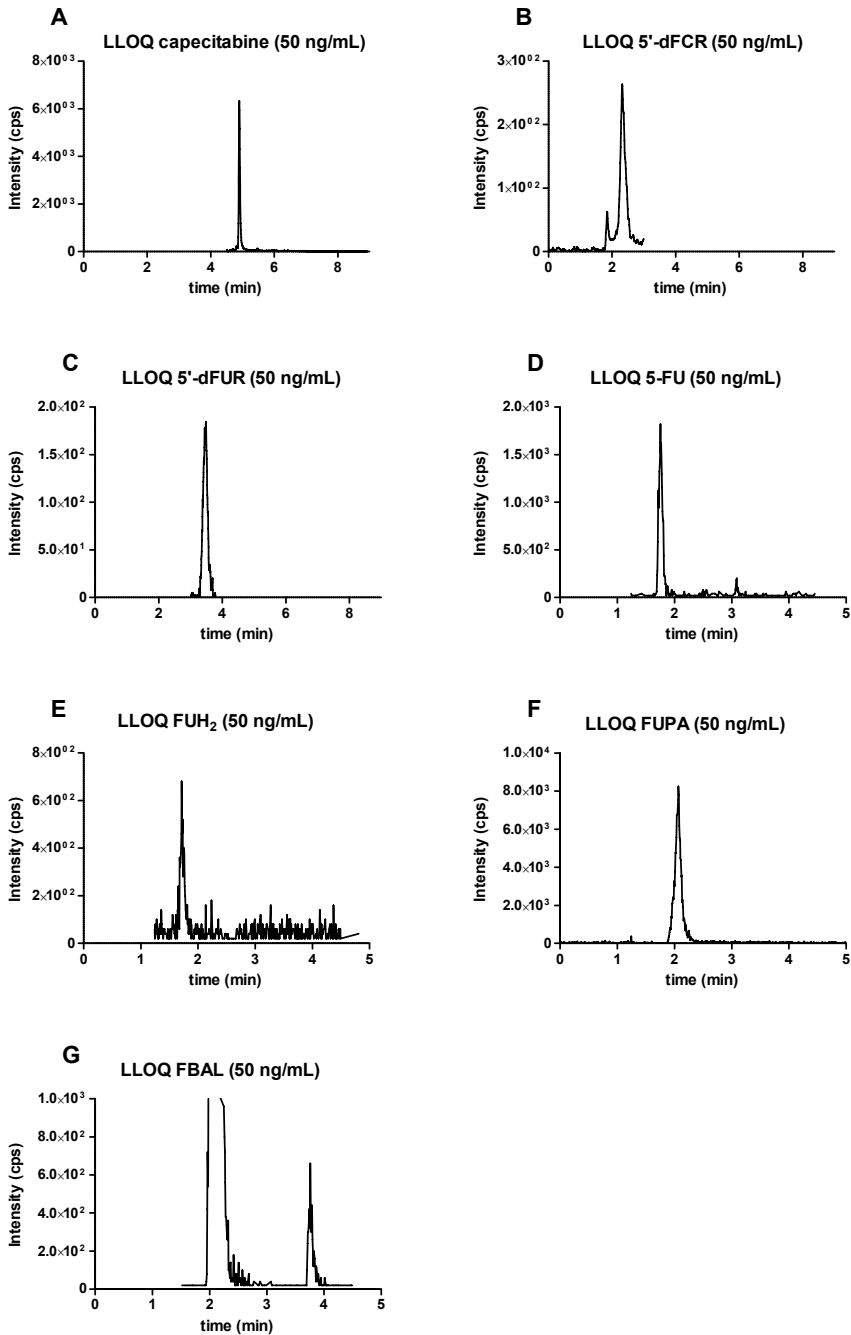 A
LLOQ capecitabine (50 ng/mL)
8×10⁰³
6×10⁰³
4×10⁰³
2×10⁰³
0
Intensity (cps)
0 2 4 6 8
time (min)
B
LLOQ 5'-dFCR (50 ng/mL)
3×10⁰²
2×10⁰²
1×10⁰²
0
Intensity (cps)
0 2 4 6 8
time (min)
C
LLOQ 5'-dFUR (50 ng/mL)
2.0×10²
1.5×10²
1.0×10²
5.0×10¹
0
Intensity (cps)
0 2 4 6 8
time (min)
D
LLOQ 5-FU (50 ng/mL)
2.0×10³
1.5×10³
1.0×10³
5.0×10²
0
Intensity (cps)
0 1 2 3 4 5
time (min)
E
LLOQ FUH₂ (50 ng/mL)
8×10⁰²
6×10⁰²
4×10⁰²
2×10⁰²
0
Intensity (cps)
0 1 2 3 4 5
time (min)
F
LLOQ FUPA (50 ng/mL)
1.0×10⁴
8.0×10³
6.0×10³
4.0×10³
2.0×10³
0
Intensity (cps)
0 1 2 3 4 5
time (min)
G
LLOQ FBAL (50 ng/mL)
1.0×10³
8.0×10²
6.0×10²
4.0×10²
2.0×10²
0
Intensity (cps)
0 1 2 3 4 5
time (min)